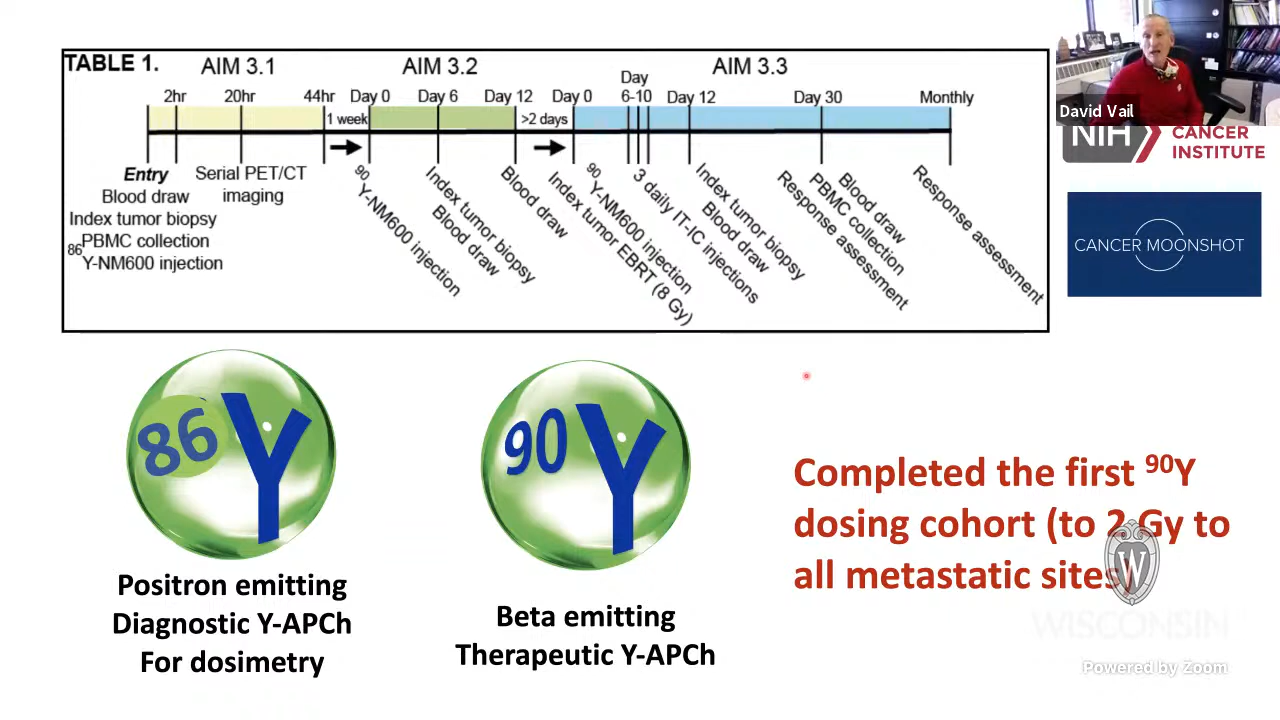 TABLE 1.
AIM 3.1
AIM 3.2
AIM 3.3
2hr
20hr
44hr
Day 0
Day 6
Day 12
Day 0
Day
6-10
Day 12
Day 30
Monthly
1 week
>2 days
Entry
Blood draw
Index tumor biopsy
PBMC collection
86Y-NM600 injection
Serial PET/CT
imaging
90Y-NM600 injection
Index tumor biopsy
Blood draw
Blood draw
Index tumor EBRT (8 Gy)
90Y-NM600 injection
3 daily IT-IC injections
Index tumor biopsy
Blood draw
Response assessment
PBMC collection
Blood draw
Response assessment
David Vail
NIH
CANCER
INSTITUTE
CANCER MOONSHOT
86
Y
Positron emitting
Diagnostic Y-APCh
For dosimetry
90
Y
Beta emitting
Therapeutic Y-APCh
Completed the first 90Y
dosing cohort (to 2 Gy to
all metastatic sites)
W
WISCONSIN
Powered by Zoom